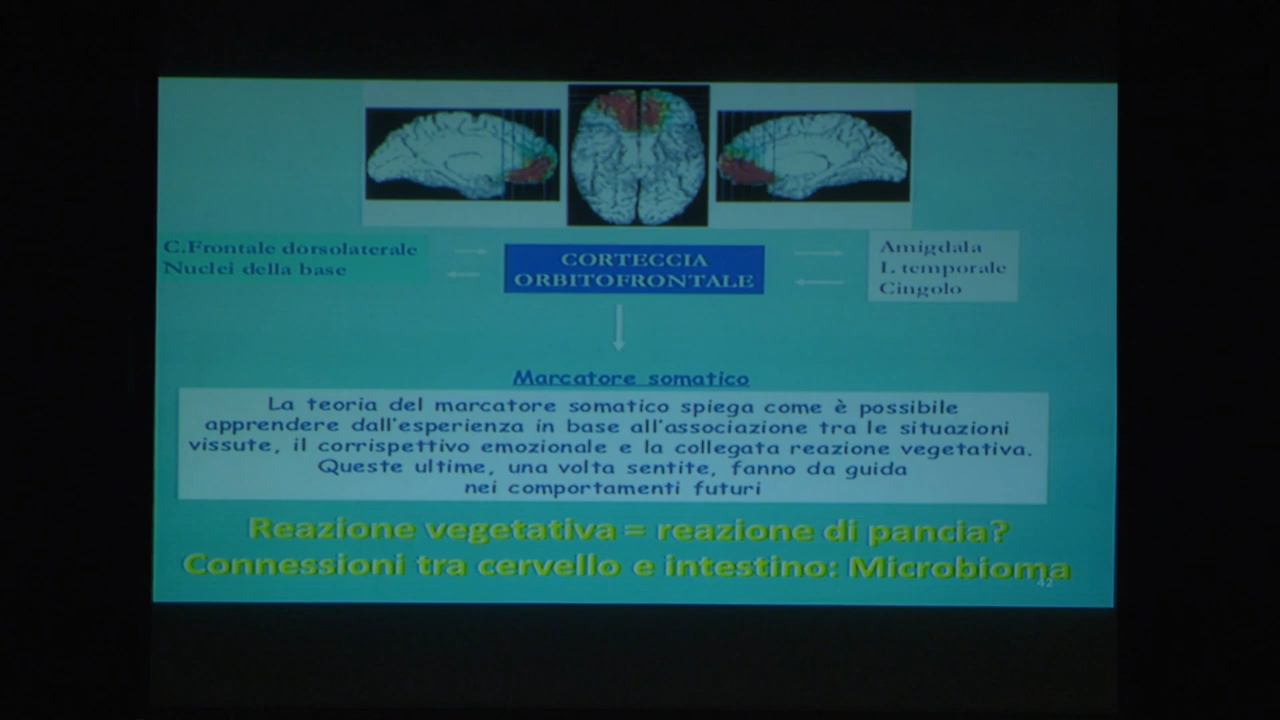 C.Frontale dorsolaterale
Nuclei della base
CORTECCIA
ORBITOFRONTALE
Amigdala
L temporale
Cingolo
Marcatore somatico
La teoria del marcatore somatico spiega come è possibile
apprendere dall'esperienza in base all'associazione tra le situazioni
vissute, il corrispettivo emozionale e la collegata reazione vegetativa.
Queste ultime, una volta sentite, fanno da guida
nei comportamenti futuri
Reazione vegetativa = reazione di pancia?
Connessioni tra cervello e intestino: Microbioma
42